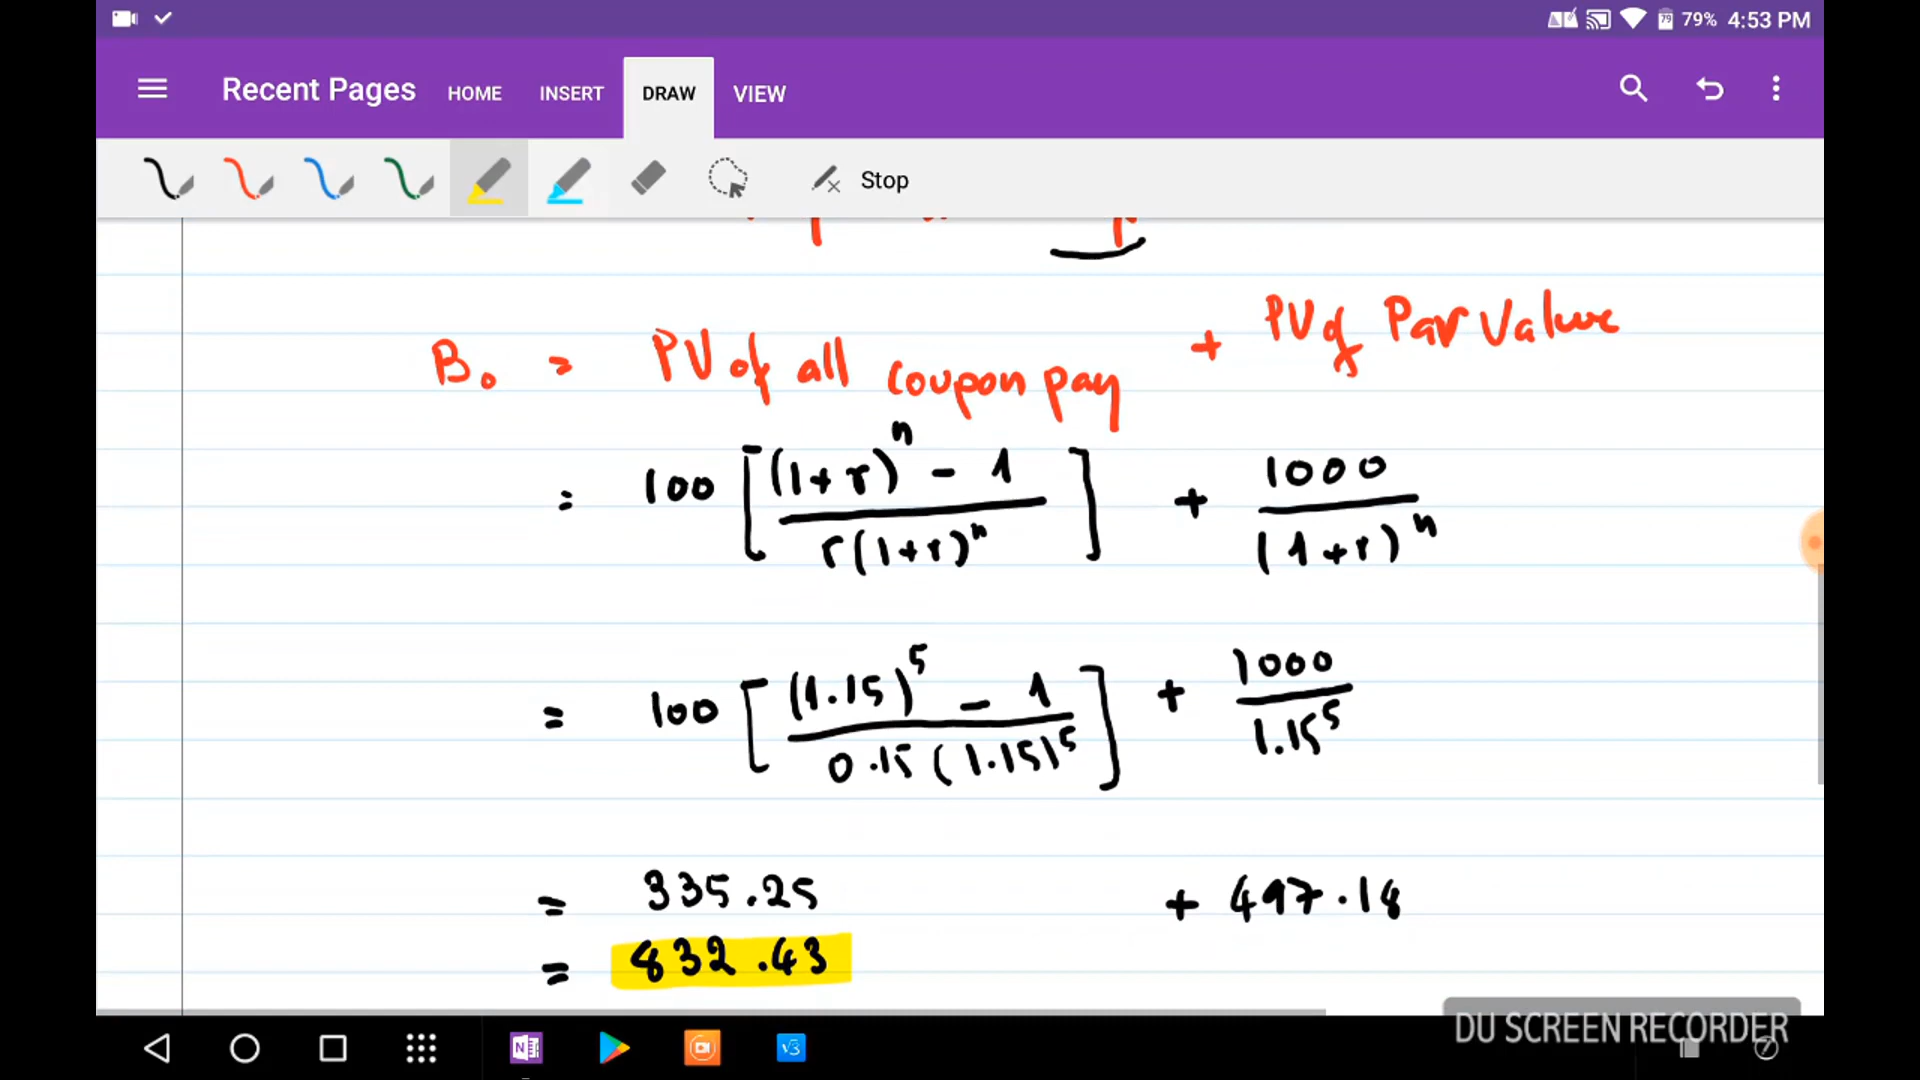 79 79% 4:53 PM
Recent Pages HOME INSERT DRAW VIEW
Stop
B₀ = PV of all coupon pay + PV of Par Value
= 100 [ (1+r)ⁿ - 1 / r(1+r)ⁿ ] + 1000 / (1+r)ⁿ
= 100 [ (1.15)⁵ - 1 / 0.15(1.15)⁵ ] + 1000 / 1.15⁵
= 335.25 + 497.18
= 832.43
DU SCREEN RECORDER
N
√3